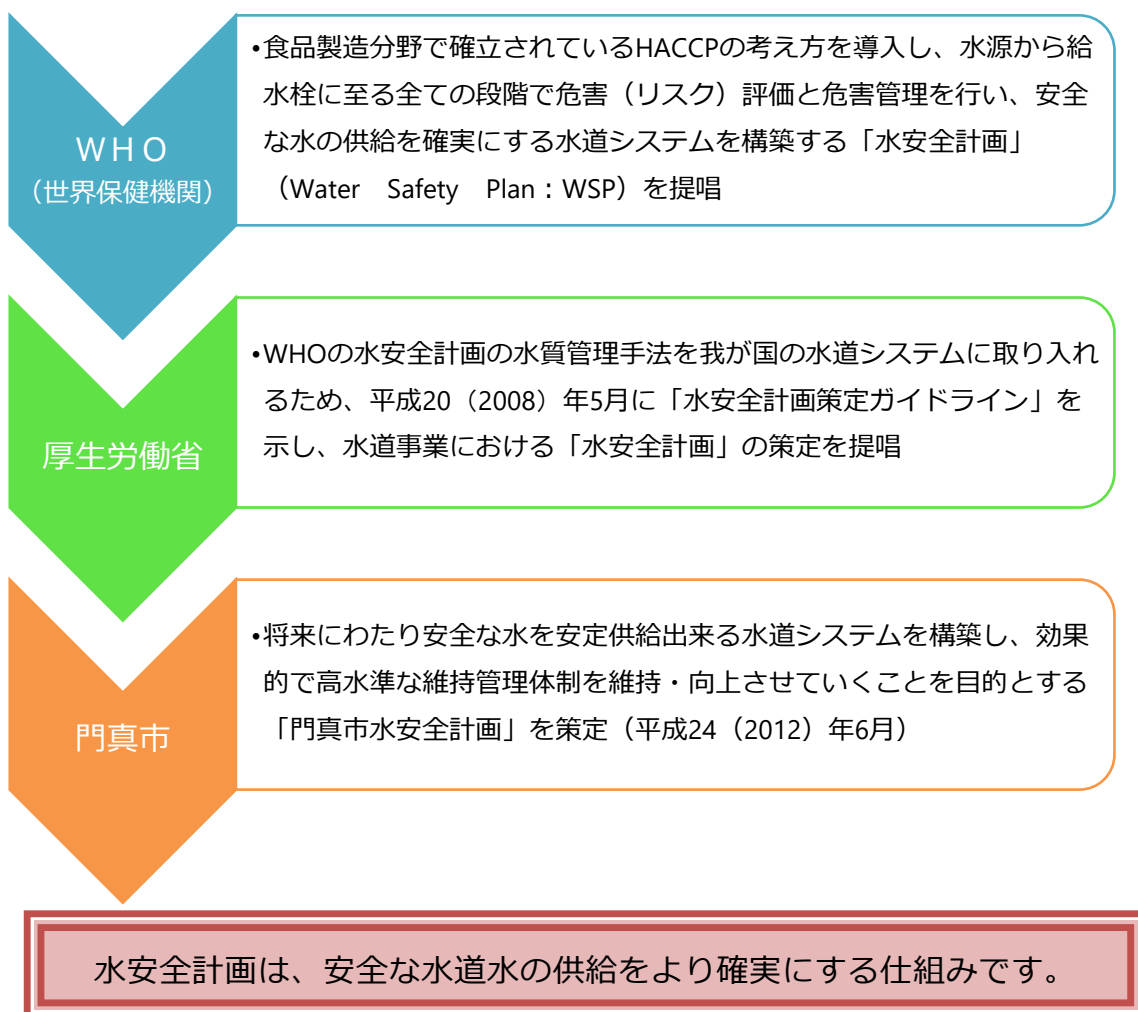 WHO
（世界保健機関）
•食品製造分野で確立されているHACCPの考え方を導入し、水源から給
水栓に至る全ての段階で危害（リスク）評価と危害管理を行い、安全
な水の供給を確実にする水道システムを構築する「水安全計画」
（Water　Safety　Plan：WSP）を提唱
厚生労働省
•WHOの水安全計画の水質管理手法を我が国の水道システムに取り入れ
るため、平成20（2008）年5月に「水安全計画策定ガイドライン」を
示し、水道事業における「水安全計画」の策定を提唱
門真市
•将来にわたり安全な水を安定供給出来る水道システムを構築し、効果
的で高水準な維持管理体制を維持・向上させていくことを目的とする
「門真市水安全計画」を策定（平成24（2012）年6月）
水安全計画は、安全な水道水の供給をより確実にする仕組みです。